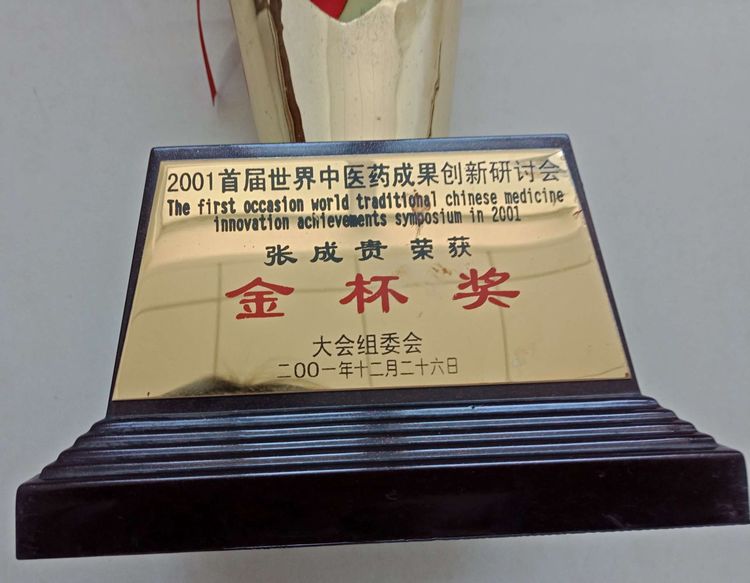 2001首届世界中医药成果创新研讨会
The first occasion world traditional chinese medicine
innovation achievements symposium in 2001
张成贵 荣获
金杯奖
大会组委会
二00一年十二月二十六日